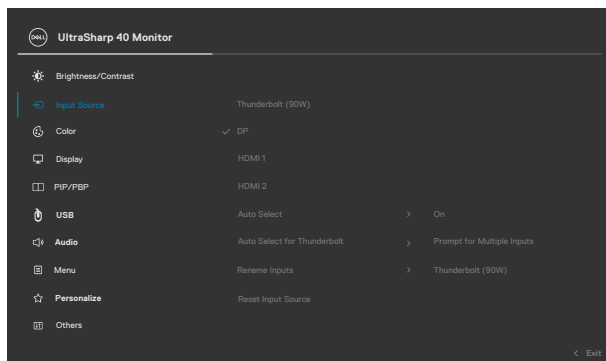 DELL UltraSharp 40 Monitor
Brightness/Contrast
Input Source Thunderbolt (90W)
Color DP
Display HDMI 1
PIP/PBP HDMI 2
USB Auto Select > On
Audio Auto Select for Thunderbolt > Prompt for Multiple Inputs
Menu Rename Inputs > Thunderbolt (90W)
Personalize Reset Input Source
Others
< Exit